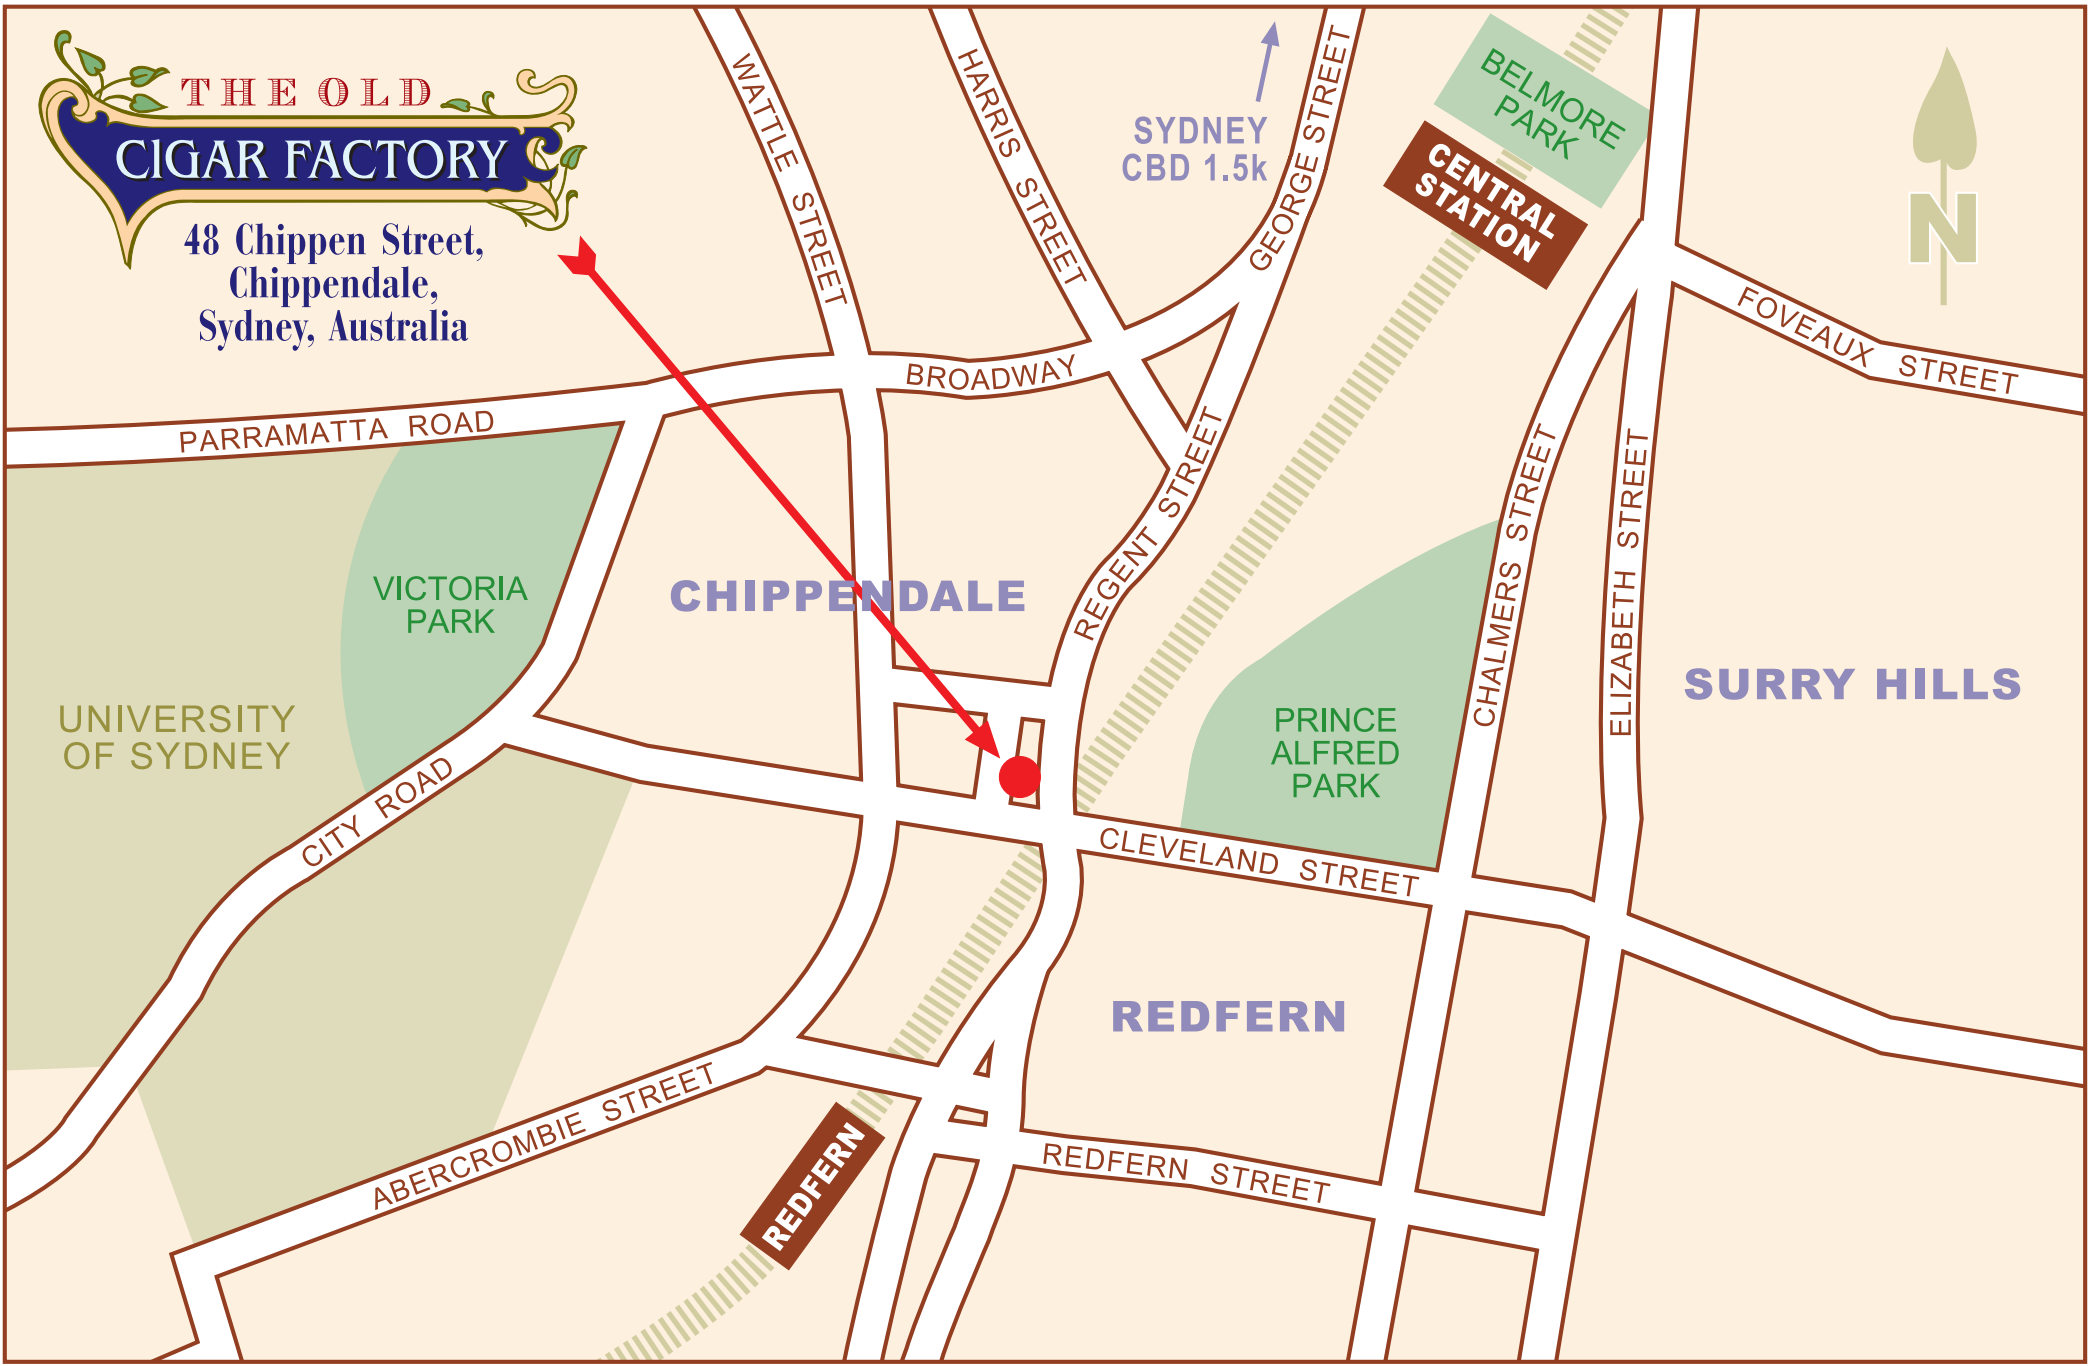 THE OLD
CIGAR FACTORY
48 Chippen Street,
Chippendale,
Sydney, Australia
WATTLE STREET
HARRIS STREET
SYDNEY
CBD 1.5k
GEORGE STREET
BELMORE
PARK
CENTRAL
STATION
N
FOVEAUX STREET
BROADWAY
PARRAMATTA ROAD
REGENT STREET
CHALMERS STREET
ELIZABETH STREET
VICTORIA
PARK
CHIPPENDALE
SURRY HILLS
UNIVERSITY
OF SYDNEY
PRINCE
ALFRED
PARK
CITY ROAD
CLEVELAND STREET
REDFERN
ABERCROMBIE STREET
REDFERN
REDFERN STREET